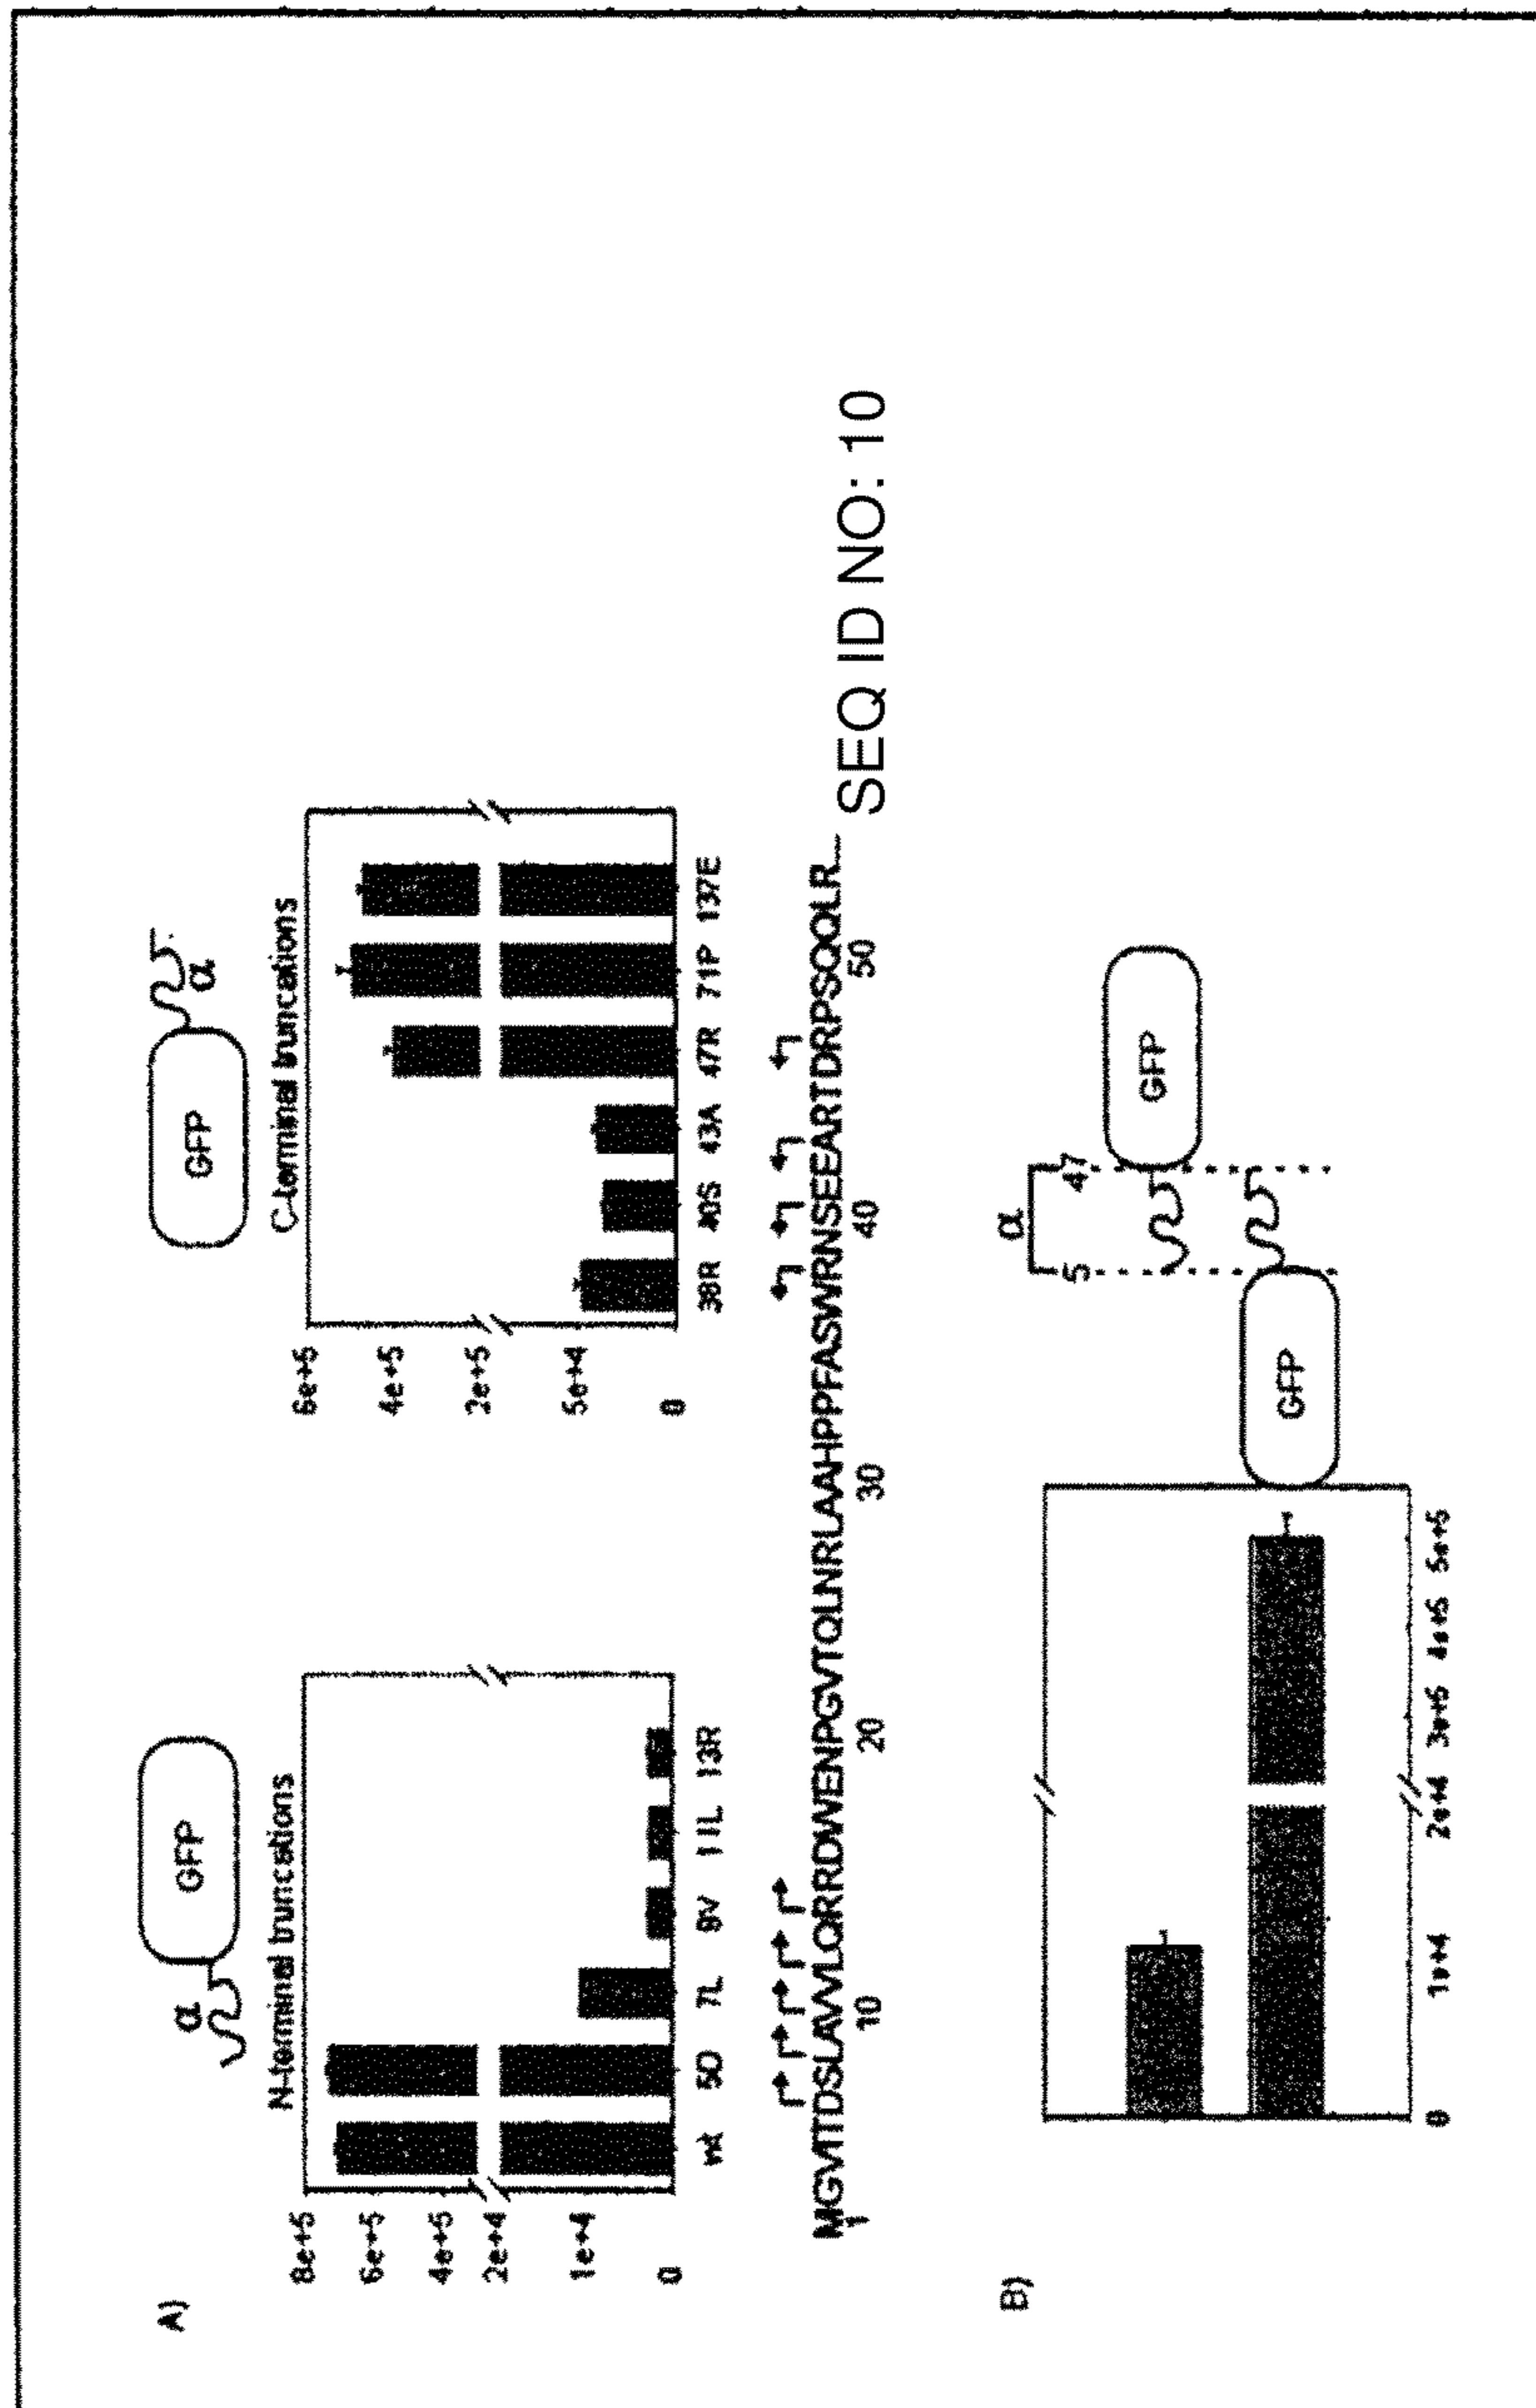 A)
α
GFP
N-terminal truncations
8e+5
6e+5
4e+5
2e+4
1e+4
0
wt
5D
7L
9V
11L
13R
GFP
α
C-terminal truncations
6e+5
4e+5
2e+5
5e+4
0
38R
40S
43A
47R
71P
137E
MGVITDSLAVVLQRRDWENPGVTQLNRLAAHPPFASWRNSEEARTDRPSQQLR...
1
10
20
30
40
50
SEQ ID NO: 10
B)
α
5
47
GFP
GFP
0
1e+4
2e+4
3e+5
4e+5
5e+5